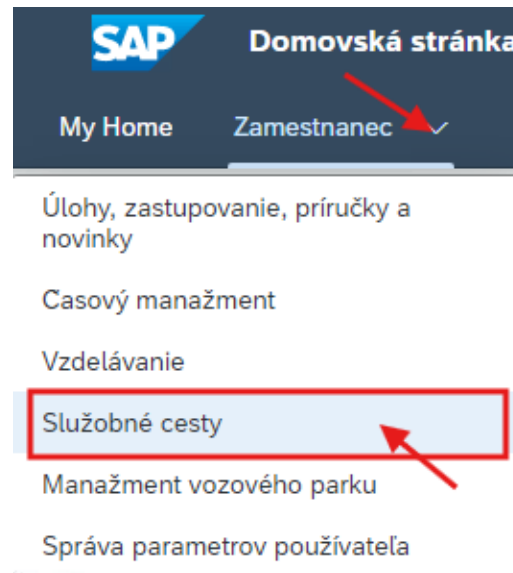 SAP Domovská stránka
My Home Zamestnanec
Úlohy, zastupovanie, príručky a
novinky
Casový manažment
Vzdelávanie
Služobné cesty
Manažment vozového parku
Správa parametrov používateľa